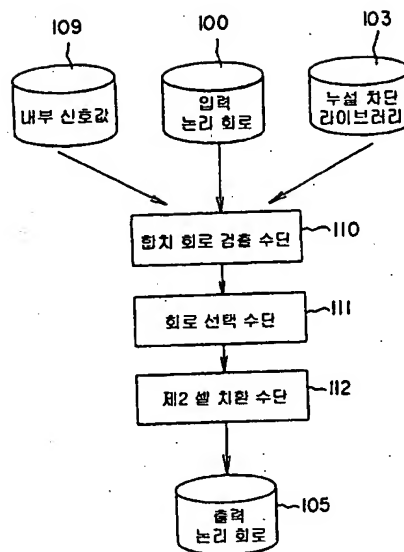 109
100
103
내부 신호값
입력
논리 회로
누설 차단
라이브러리
합치 회로 검출 수단
110
회로 선택 수단
111
제2 셀 치환 수단
112
출력
논리 회로
105